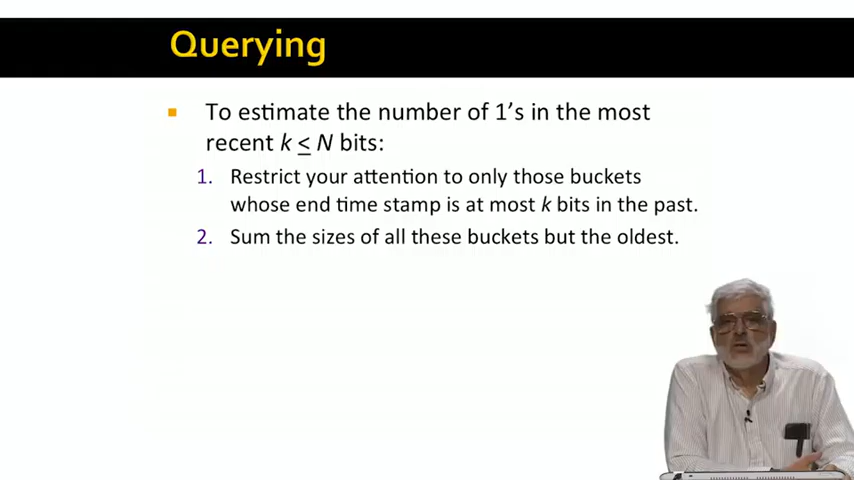 Querying
To estimate the number of 1's in the most
recent k ≤ N bits:
1. Restrict your attention to only those buckets
whose end time stamp is at most k bits in the past.
2. Sum the sizes of all these buckets but the oldest.